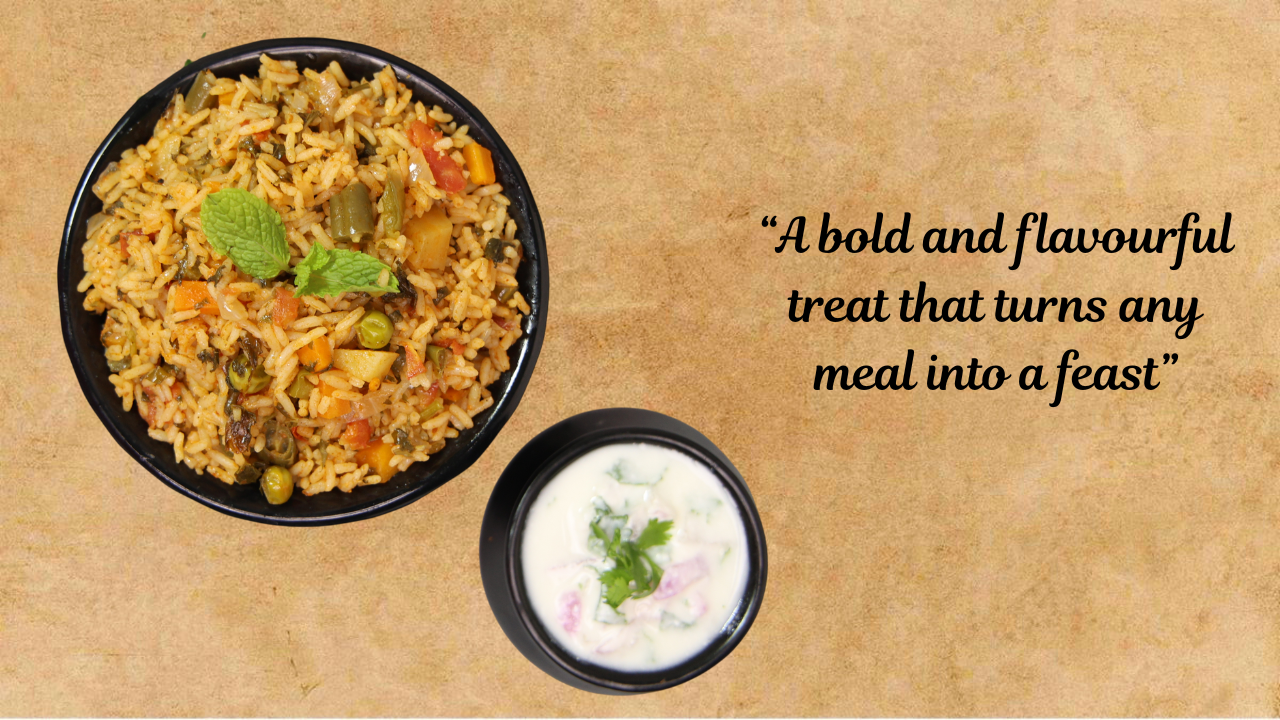 “A bold and flavourful
treat that turns any
meal into a feast”